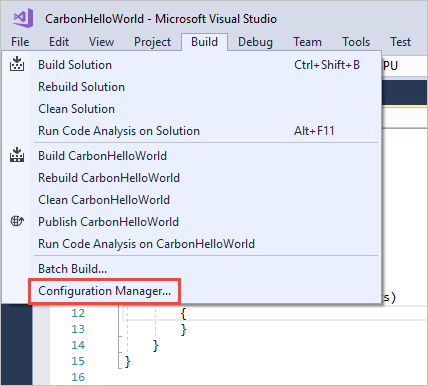 CarbonHelloWorld - Microsoft Visual Studio
File Edit View Project Build Debug Team Tools Test
Build Solution Ctrl+Shift+B PU
Rebuild Solution
Clean Solution
Run Code Analysis on Solution Alt+F11
Build CarbonHelloWorld
Rebuild CarbonHelloWorld
Clean CarbonHelloWorld
Publish CarbonHelloWorld
Run Code Analysis on CarbonHelloWorld
Batch Build...
Configuration Manager... s)
12 {
13 }
14 }
15 }
16